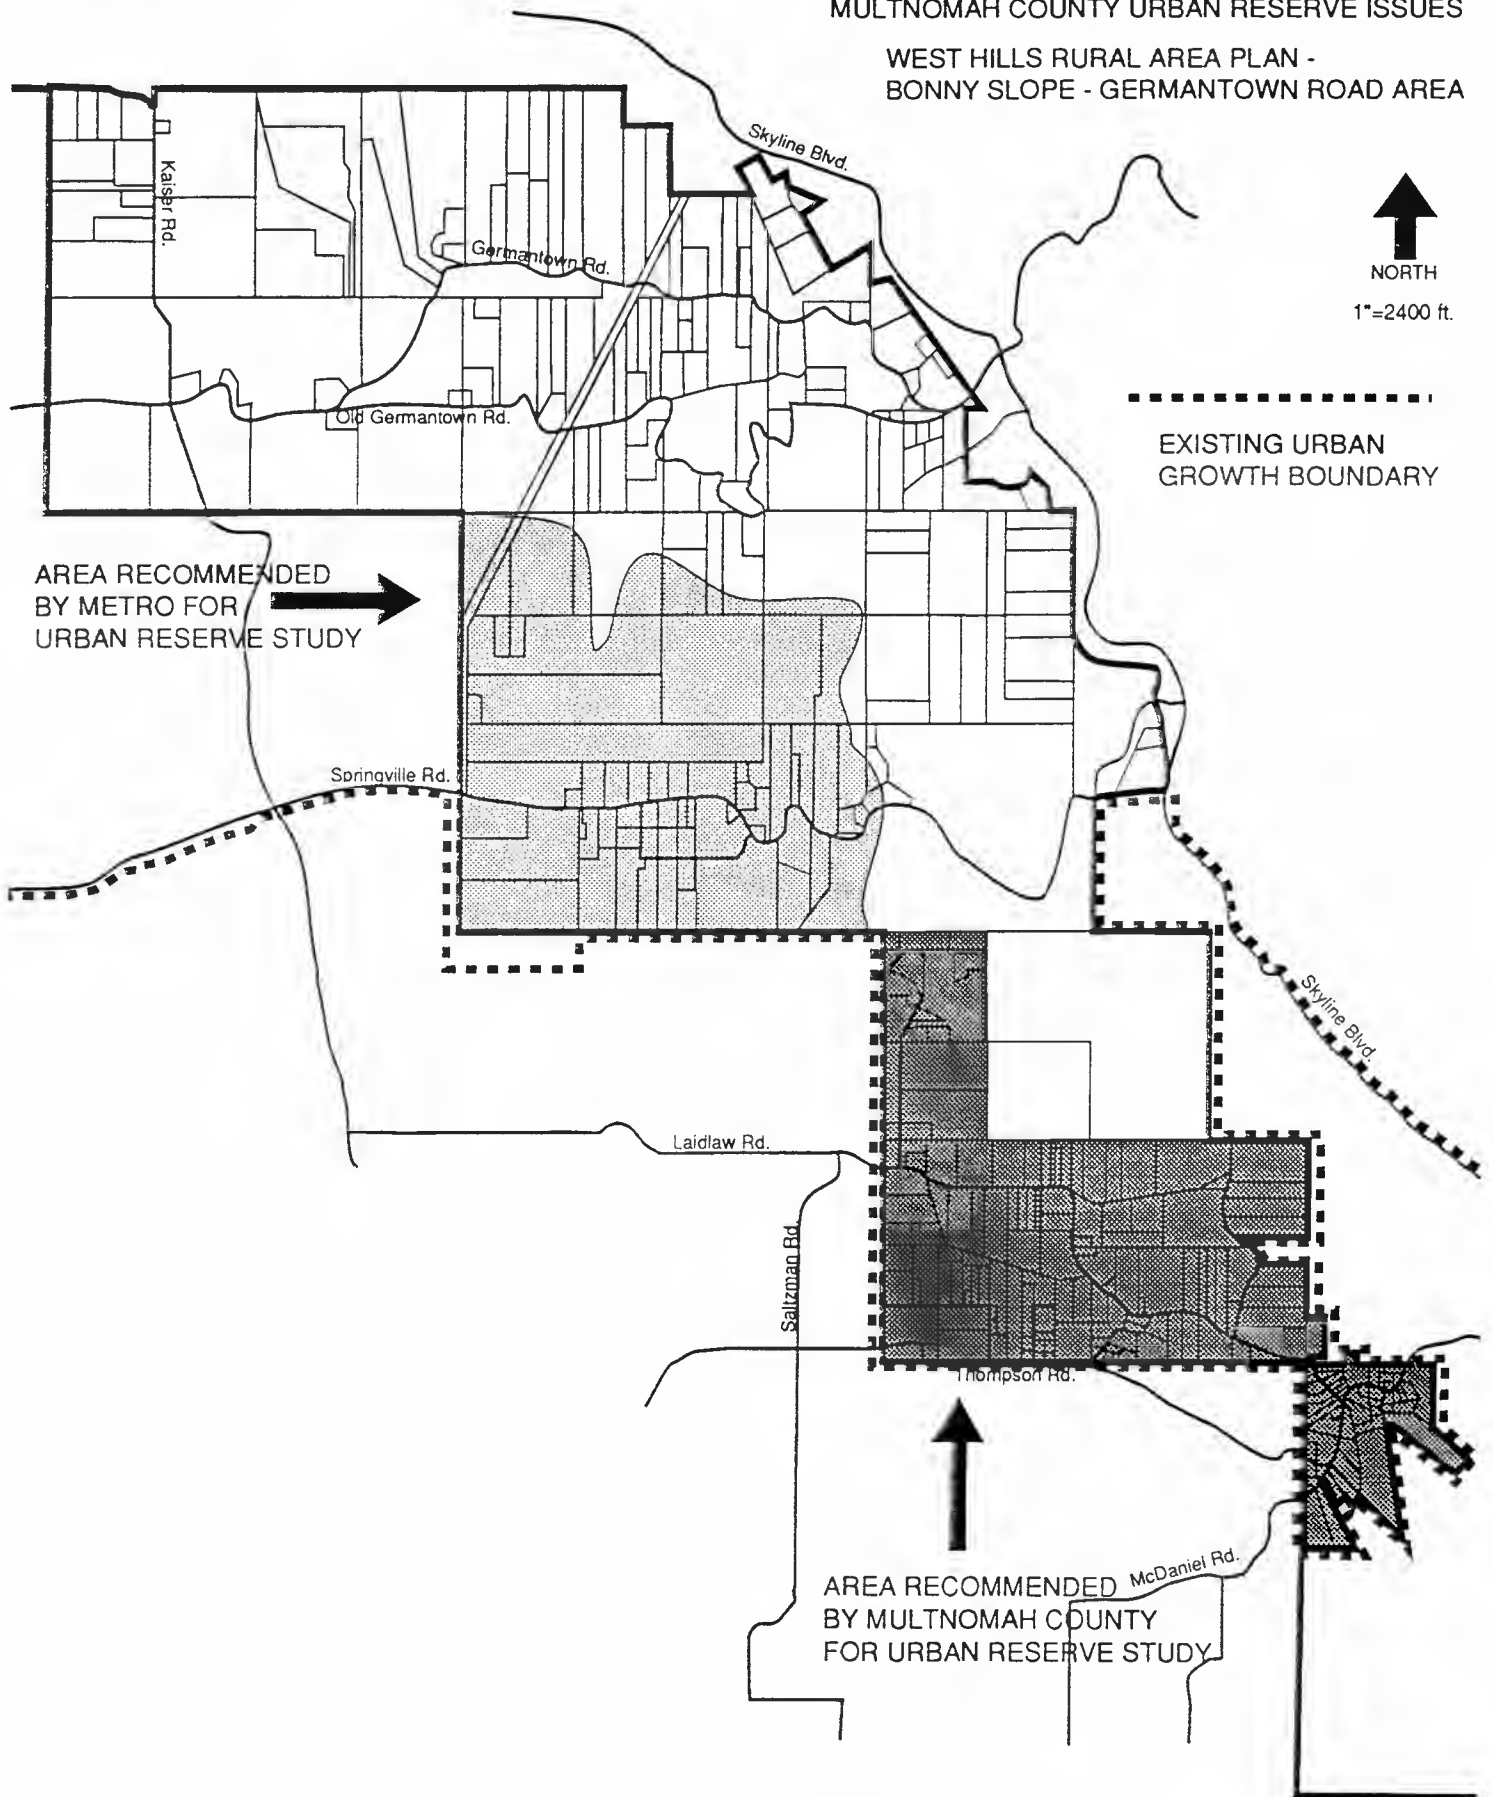 MULTNOMAH COUNTY URBAN RESERVE ISSUES
WEST HILLS RURAL AREA PLAN -
BONNY SLOPE - GERMANTOWN ROAD AREA
Skyline Blvd.
Kaiser Rd.
Germantown Rd.
NORTH
1"=2400 ft.
Old Germantown Rd.
EXISTING URBAN
GROWTH BOUNDARY
AREA RECOMMENDED
BY METRO FOR
URBAN RESERVE STUDY
Springville Rd.
Skyline Blvd.
Laidlaw Rd.
Saltzman Rd.
Thompson Rd.
McDaniel Rd.
AREA RECOMMENDED
BY MULTNOMAH COUNTY
FOR URBAN RESERVE STUDY